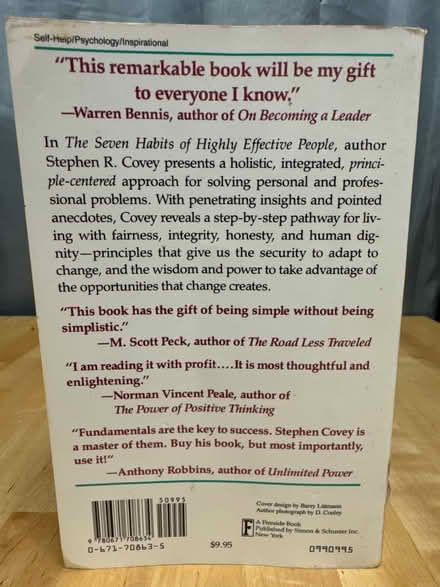 Self-Help/Psychology/Inspirational
"This remarkable book will be my gift
to everyone I know."
—Warren Bennis, author of On Becoming a Leader
In The Seven Habits of Highly Effective People, author
Stephen R. Covey presents a holistic, integrated, princi-
ple-centered approach for solving personal and profes-
sional problems. With penetrating insights and pointed
anecdotes, Covey reveals a step-by-step pathway for liv-
ing with fairness, integrity, honesty, and human dig-
nity—principles that give us the security to adapt to
change, and the wisdom and power to take advantage of
the opportunities that change creates.
"This book has the gift of being simple without being
simplistic."
—M. Scott Peck, author of The Road Less Traveled
"I am reading it with profit....It is most thoughtful and
enlightening."
—Norman Vincent Peale, author of
The Power of Positive Thinking
"Fundamentals are the key to success. Stephen Covey is
a master of them. Buy his book, but most importantly,
use it!"
—Anthony Robbins, author of Unlimited Power
50995
9 780671 708634
0-671-70863-5
$9.95
Cover design by Barry Littmann
Author photograph by D. Conley
F
A Fireside Book
Published by Simon & Schuster Inc.
New York
0990995